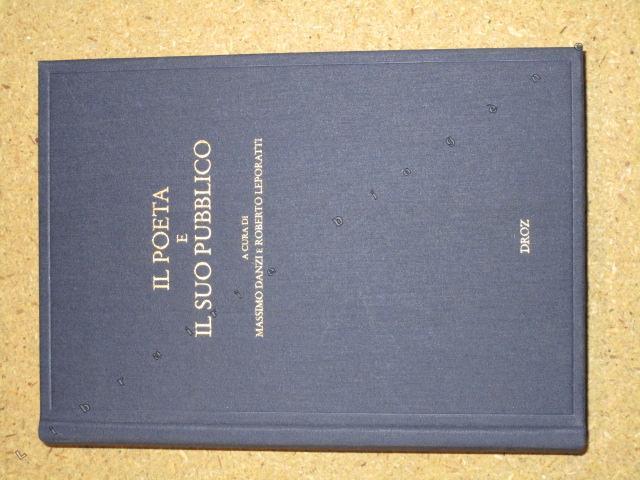 IL POETA
E
IL SUO PUBBLICO
A CURA DI
MASSIMO DANZI E ROBERTO LEPORATTI
DROZ